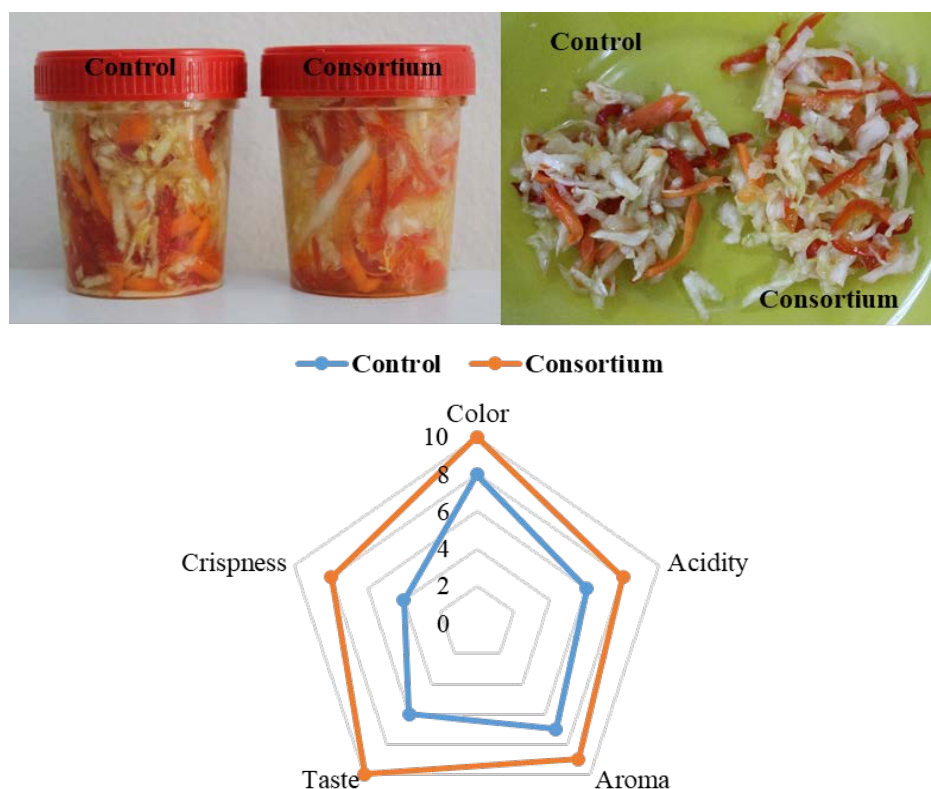 Control
Consortium
Control
Consortium
Control
Consortium
Color
10
8
6
4
2
0
Crispness
Acidity
Taste
Aroma